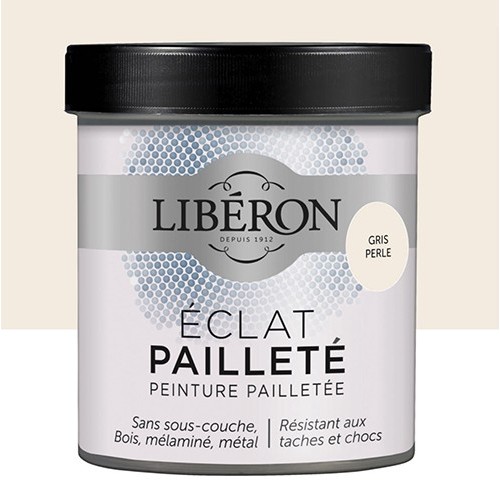 LIBÉRON
DEPUIS 1912
GRIS
PERLE
ÉCLAT
PAILLETÉ
PEINTURE PAILLETÉE
Sans sous-couche,
Bois, mélaminé, métal
Résistant aux
taches et chocs